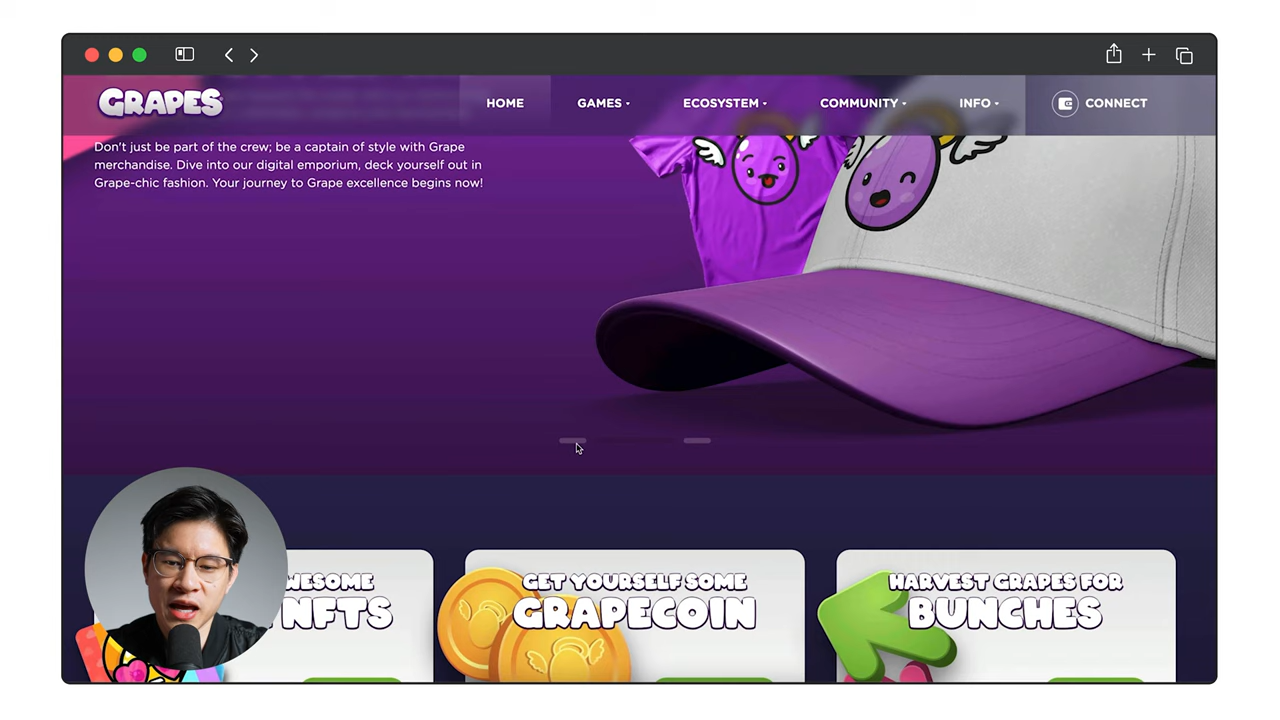 GRAPES
HOME
GAMES
ECOSYSTEM
COMMUNITY
INFO
CONNECT
Don't just be part of the crew; be a captain of style with Grape
merchandise. Dive into our digital emporium, deck yourself out in
Grape-chic fashion. Your journey to Grape excellence begins now!
NFTS
GET YOURSELF SOME
GRAPECOIN
HARVEST GRAPES FOR
BUNCHES